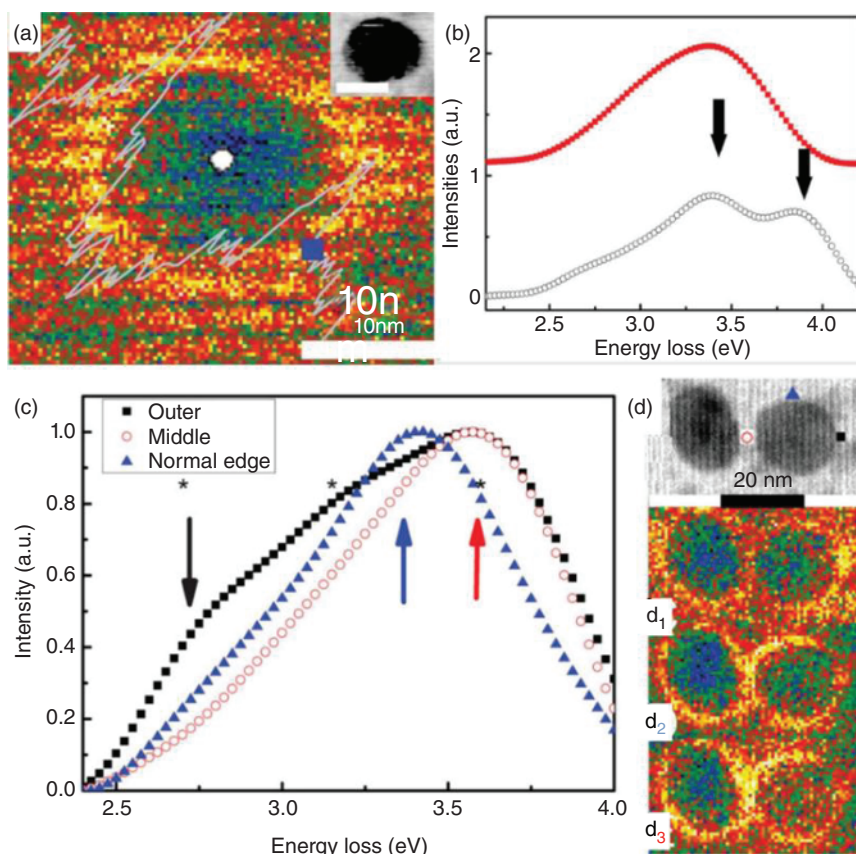 (a)
10n
10nm
m
(b)
2
1
0
Intensities (a.u.)
2.5
3.0
3.5
4.0
Energy loss (eV)
(c)
Outer
Middle
Normal edge
1.0
0.8
0.6
0.4
0.2
0.0
Intensity (a.u.)
* * *
2.5
3.0
3.5
4.0
Energy loss (eV)
(d)
20 nm
d1
d2
d3